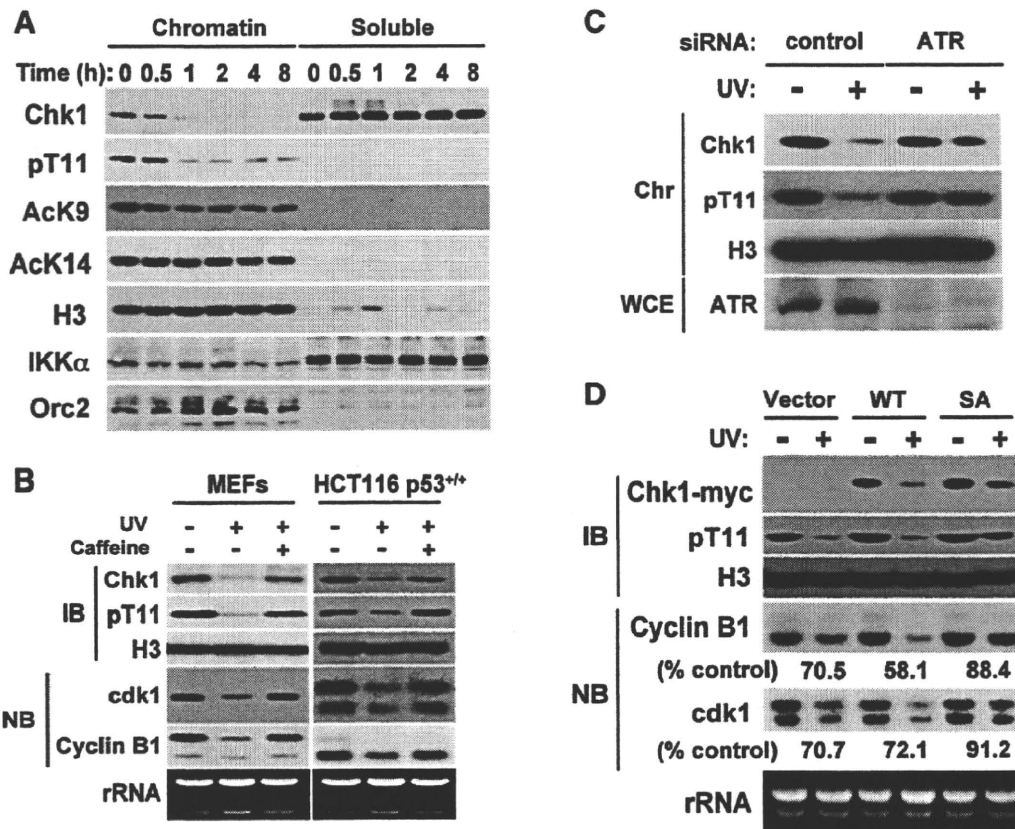 A
Chromatin Soluble
Time (h): 0 0.5 1 2 4 8 0 0.5 1 2 4 8
Chk1
pT11
AcK9
AcK14
H3
IKKα
Orc2
B
MEFs HCT116 p53+/+
UV - + + - + +
Caffeine - - + - - +
IB
Chk1
pT11
H3
NB
cdk1
Cyclin B1
rRNA
C
siRNA: control ATR
UV: - + - +
Chr
Chk1
pT11
H3
WCE ATR
D
Vector WT SA
UV: - + - + - +
IB
Chk1-myc
pT11
H3
NB
Cyclin B1
(% control) 70.5 58.1 88.4
cdk1
(% control) 70.7 72.1 91.2
rRNA